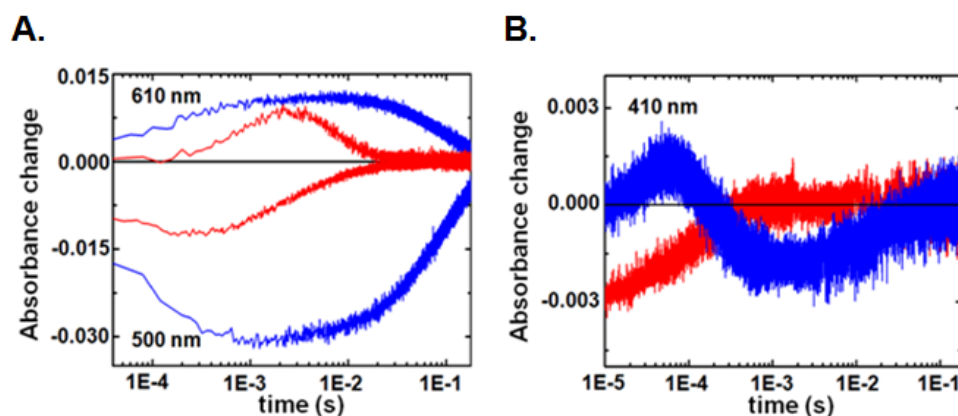 A.
B.
0.015
0.000
-0.015
-0.030
Absorbance change
610 nm
500 nm
1E-4
1E-3
1E-2
1E-1
time (s)
0.003
0.000
-0.003
Absorbance change
410 nm
1E-5
1E-4
1E-3
1E-2
1E-1
time (s)